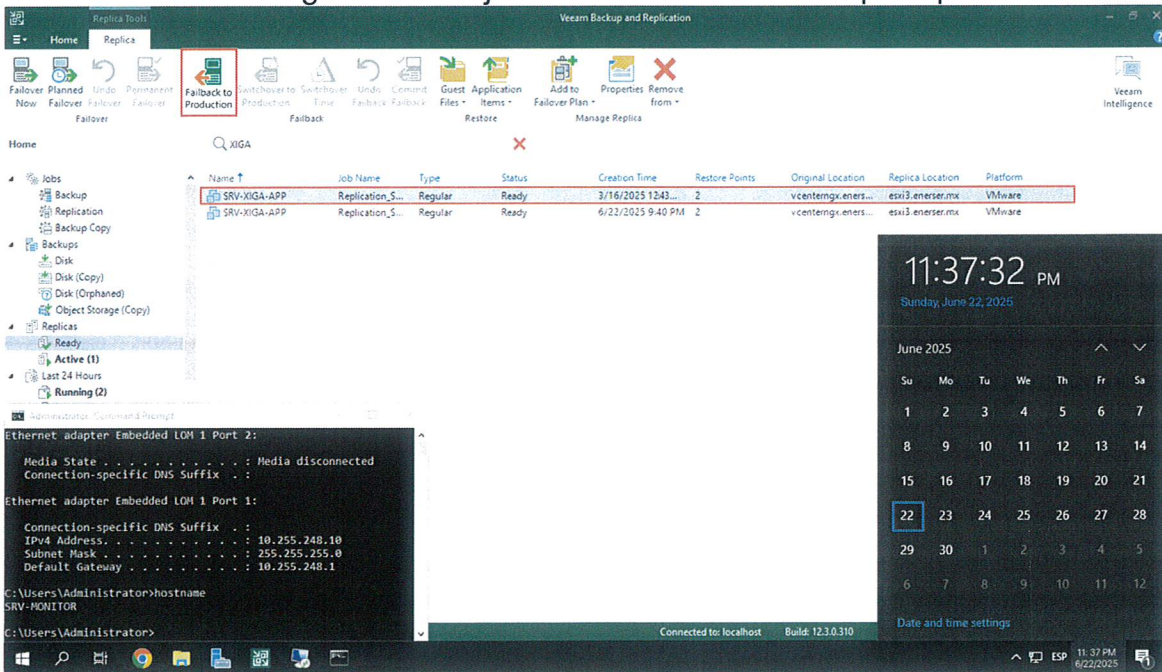 Replica Tools
Veeam Backup and Replication
Home Replica
Failover Now
Planned Failover
Undo Failover
Permanent Failover
Failback to Production
Switchover to Production
Switchover Time
Undo Failback
Commit Failback
Guest Files
Application Items
Add to Failover Plan
Properties
Remove from
Veeam Intelligence
Failover
Failback
Restore
Manage Replica
Home
XIGA
Name Job Name Type Status Creation Time Restore Points Original Location Replica Location Platform
SRV-XIGA-APP Replication_S... Regular Ready 3/16/2025 12:43... 2 vcenterngx.eners... esxi3.enerser.mx VMware
SRV-XIGA-APP Replication_S... Regular Ready 6/22/2025 9:40 PM 2 vcenterngx.eners... esxi3.enerser.mx VMware
Jobs
Backup
Replication
Backup Copy
Backups
Disk
Disk (Copy)
Disk (Orphaned)
Object Storage (Copy)
Replicas
Ready
Active (1)
Last 24 Hours
Running (2)
Administrator: Command Prompt
Ethernet adapter Embedded LOM 1 Port 2:
Media State . . . . . . . . . . . : Media disconnected
Connection-specific DNS Suffix . :
Ethernet adapter Embedded LOM 1 Port 1:
Connection-specific DNS Suffix . :
IPv4 Address. . . . . . . . . . . : 10.255.248.10
Subnet Mask . . . . . . . . . . . : 255.255.255.0
Default Gateway . . . . . . . . . : 10.255.248.1
C:\Users\Administrator>hostname
SRV-MONITOR
C:\Users\Administrator>
11:37:32 PM
Sunday, June 22, 2025
June 2025
Su Mo Tu We Th Fr Sa
1 2 3 4 5 6 7
8 9 10 11 12 13 14
15 16 17 18 19 20 21
22 23 24 25 26 27 28
29 30 1 2 3 4 5
6 7 8 9 10 11 12
Date and time settings
Connected to: localhost Build: 12.3.0.310
ESP
11:37 PM
6/22/2025